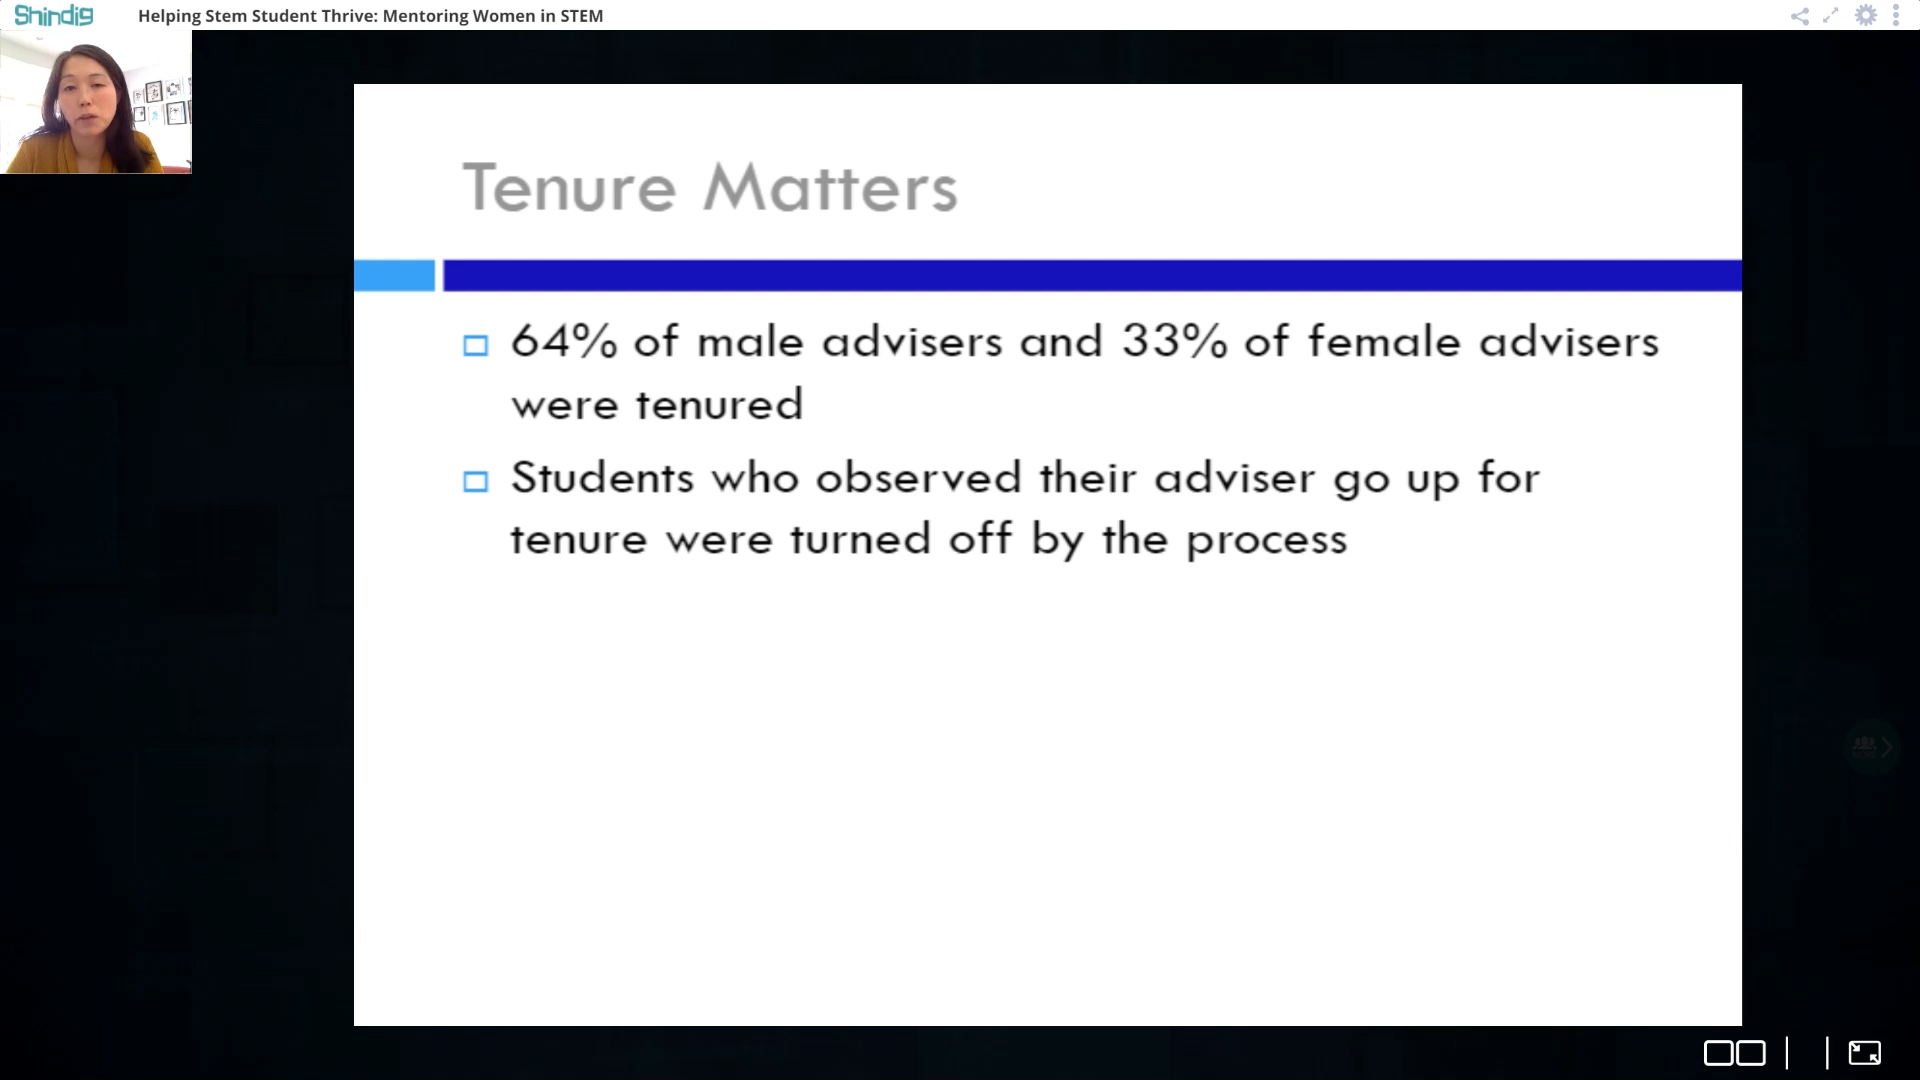 Shindig
Helping Stem Student Thrive: Mentoring Women in STEM
Tenure Matters
64% of male advisers and 33% of female advisers
were tenured
Students who observed their adviser go up for
tenure were turned off by the process